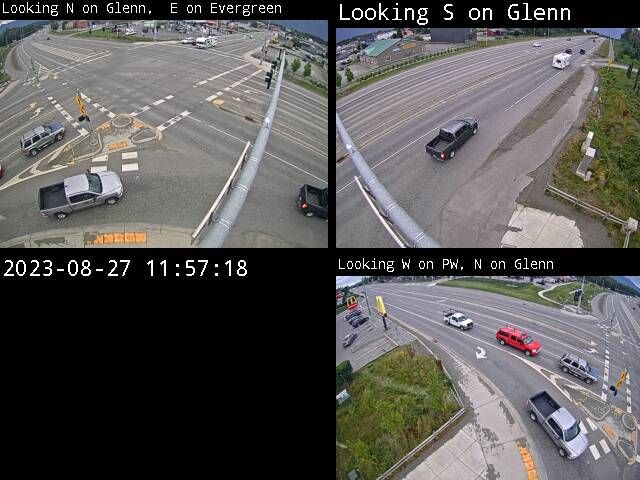 Looking N on Glenn,  E on Evergreen
Looking S on Glenn
2023-08-27 11:57:18
Looking W on PW, N on Glenn